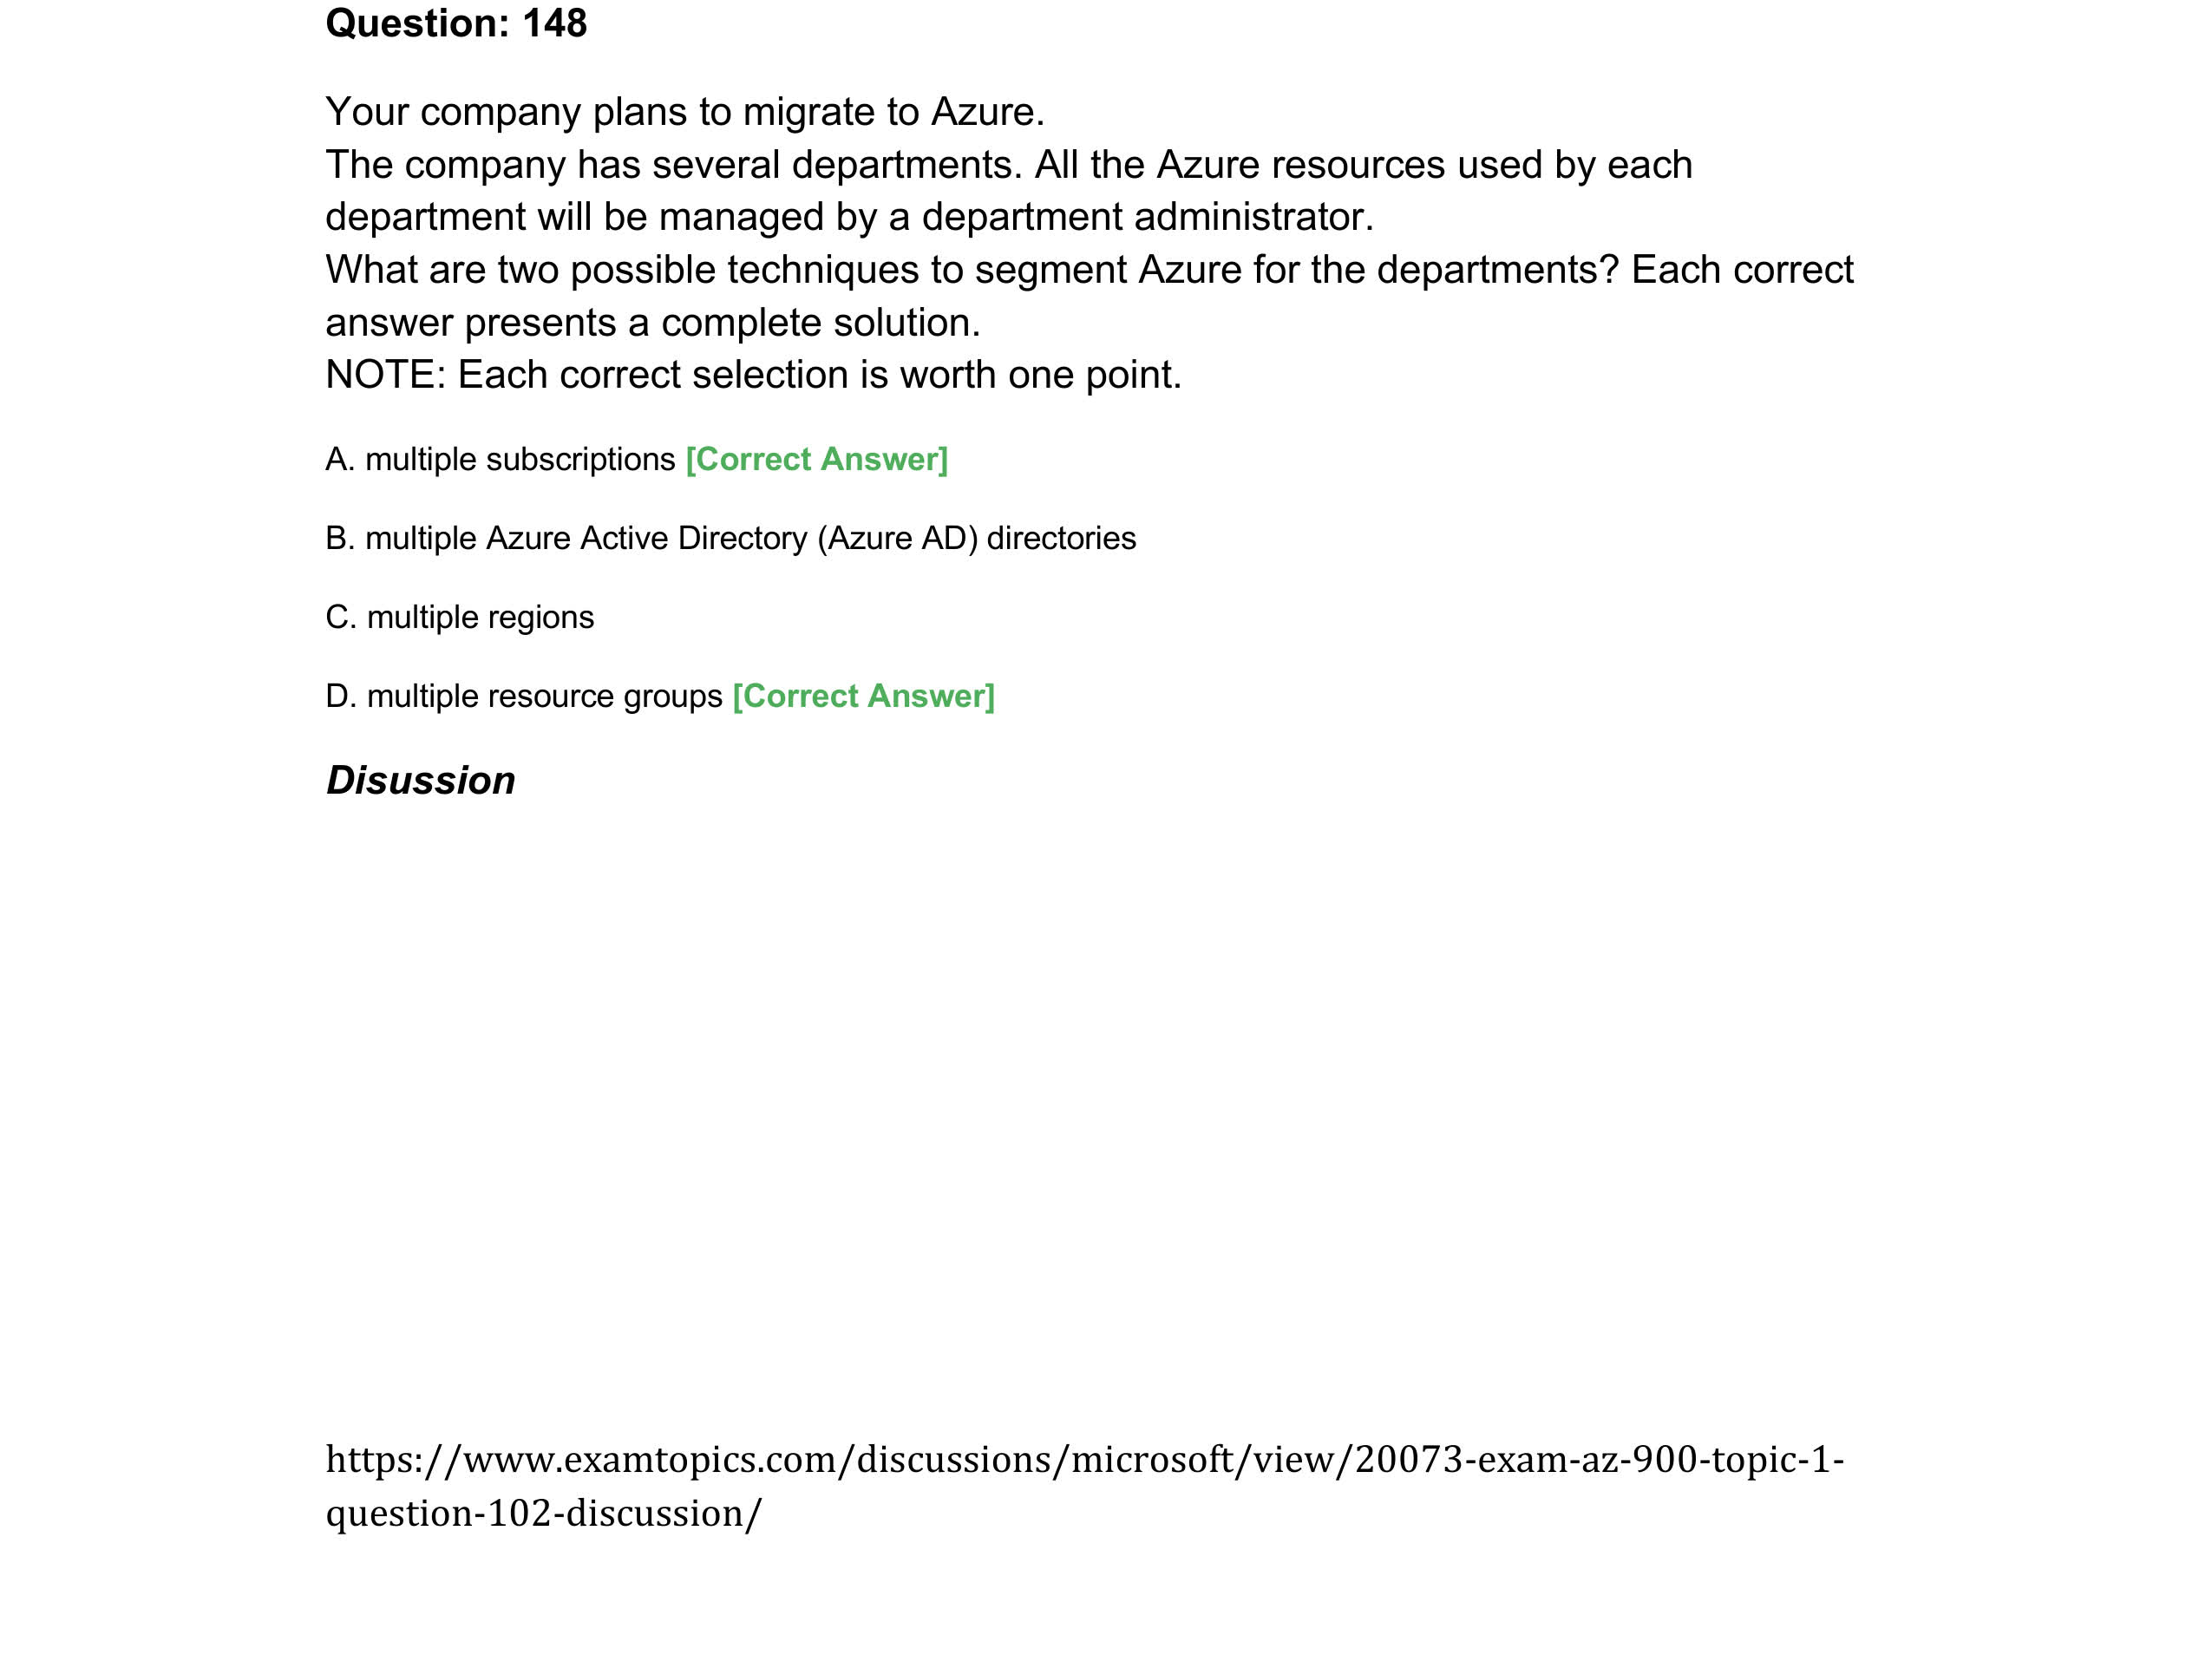 Question: 148
Your company plans to migrate to Azure.
The company has several departments. All the Azure resources used by each
department will be managed by a department administrator.
What are two possible techniques to segment Azure for the departments? Each correct
answer presents a complete solution.
NOTE: Each correct selection is worth one point.
A. multiple subscriptions [Correct Answer]
B. multiple Azure Active Directory (Azure AD) directories
C. multiple regions
D. multiple resource groups [Correct Answer]
Disussion
https://www.examtopics.com/discussions/microsoft/view/20073-exam-az-900-topic-1-
question-102-discussion/